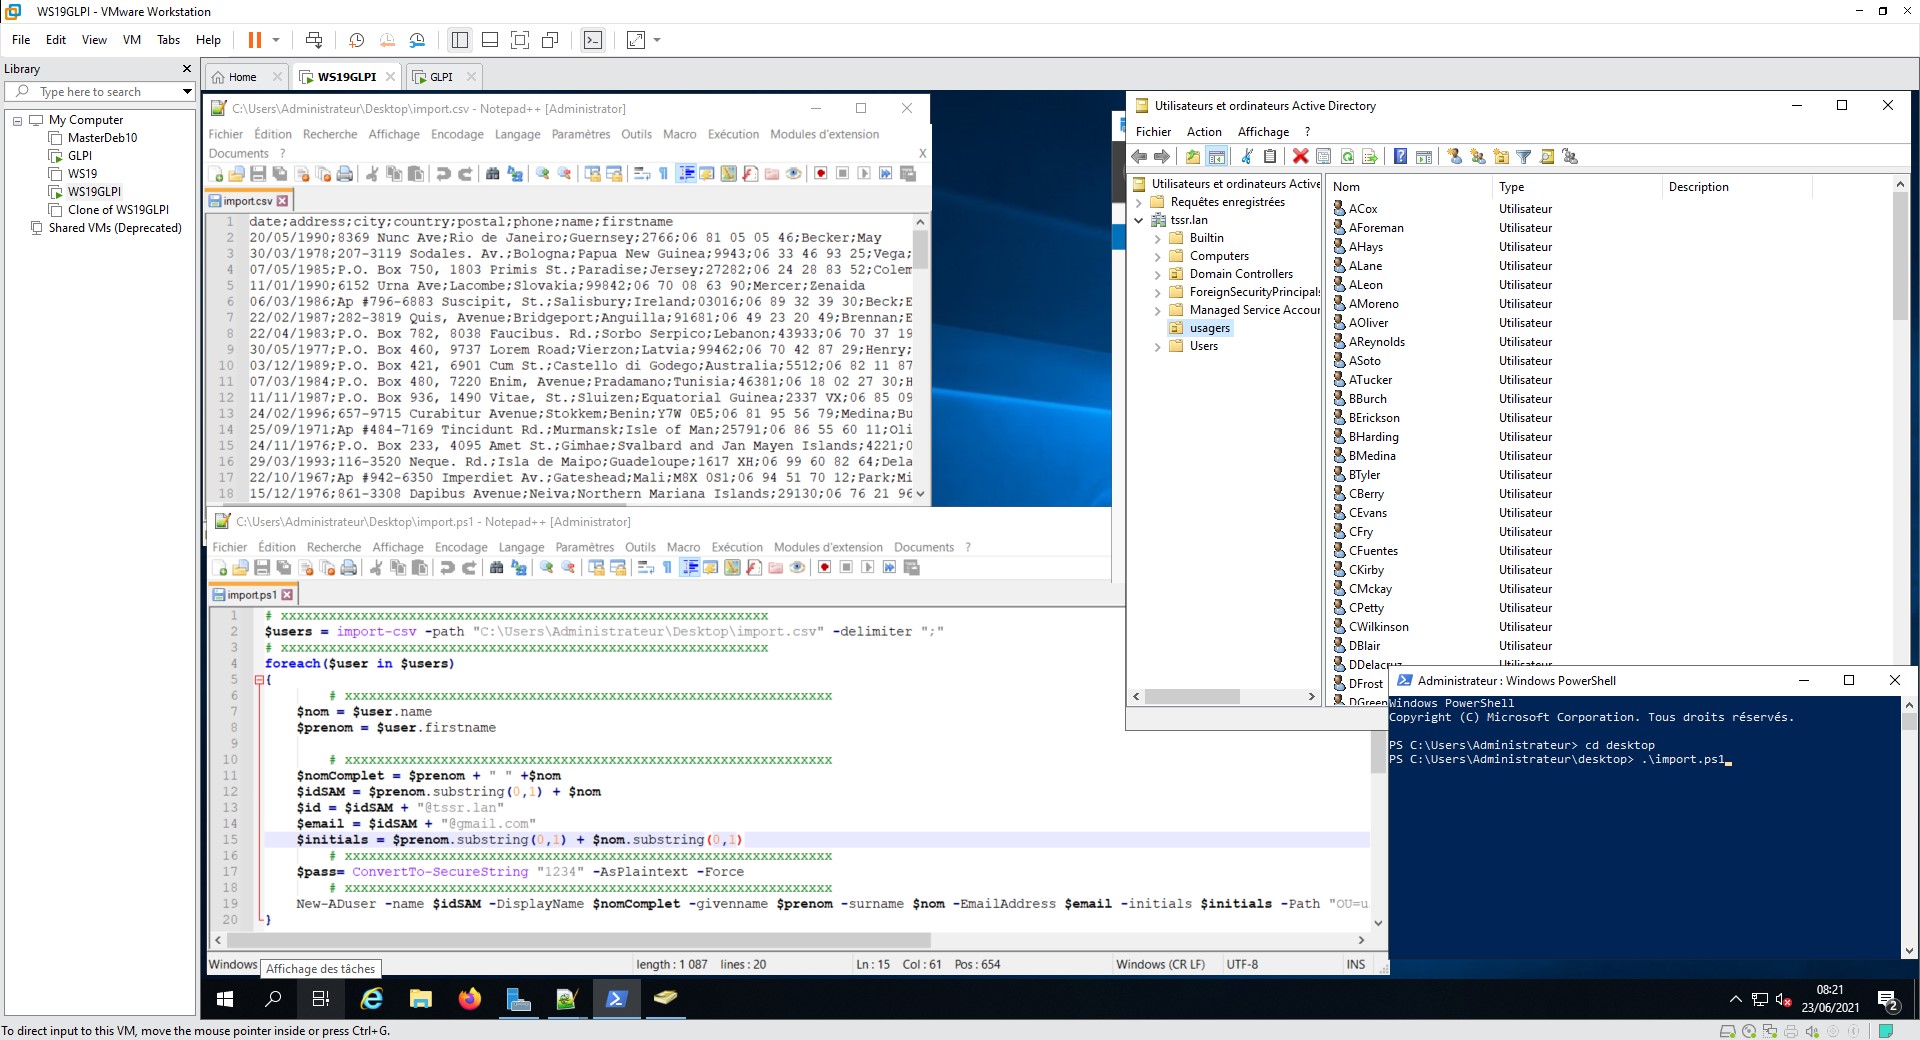 WS19GLPI - VMware Workstation
File Edit View VM Tabs Help
Library
Type here to search
My Computer
MasterDeb10
GLPI
WS19
WS19GLPI
Clone of WS19GLPI
Shared VMs (Deprecated)
Home
WS19GLPI
GLPI
C:\Users\Administrateur\Desktop\import.csv - Notepad++ [Administrator]
Fichier Édition Recherche Affichage Encodage Langage Paramètres Outils Macro Exécution Modules d'extension
Documents ? X
import.csv
1 date;address;city;country;postal;phone;name;firstname
2 20/05/1990;8369 Nunc Ave;Rio de Janeiro;Guernsey;2766;06 81 05 05 46;Becker;May
3 30/03/1978;207-3119 Sodales. Av.;Bologna;Papua New Guinea;9943;06 33 46 93 25;Vega;
4 07/05/1985;P.O. Box 750, 1803 Primis St.;Paradise;Jersey;27282;06 24 28 83 52;Colem
5 11/01/1990;6152 Urna Ave;Lacombe;Slovakia;99842;06 70 08 63 90;Mercer;Zenaida
6 06/03/1986;Ap #796-6883 Suscipit, St.;Salisbury;Ireland;03016;06 89 32 39 30;Beck;E
7 22/02/1987;282-3819 Quis, Avenue;Bridgeport;Anguilla;91681;06 49 23 20 49;Brennan;E
8 22/04/1983;P.O. Box 782, 8038 Faucibus. Rd.;Sorbo Serpico;Lebanon;43933;06 70 37 19
9 30/05/1977;P.O. Box 460, 9737 Lorem Road;Vierzon;Latvia;99462;06 70 42 87 29;Henry;
10 03/12/1989;P.O. Box 421, 6901 Cum St.;Castello di Godego;Australia;5512;06 82 11 87
11 07/03/1984;P.O. Box 480, 7220 Enim, Avenue;Pradamano;Tunisia;46381;06 18 02 27 30;H
12 11/11/1987;P.O. Box 936, 1490 Vitae, St.;Sluizen;Equatorial Guinea;2337 VX;06 85 09
13 24/02/1996;657-9715 Curabitur Avenue;Stokkem;Benin;Y7W 0E5;06 81 95 56 79;Medina;Bu
14 25/09/1971;Ap #484-7169 Tincidunt Rd.;Murmansk;Isle of Man;25791;06 86 55 60 11;Oli
15 24/11/1976;P.O. Box 233, 4095 Amet St.;Gimhae;Svalbard and Jan Mayen Islands;4221;0
16 29/03/1993;116-3520 Neque. Rd.;Isla de Maipo;Guadeloupe;1617 XH;06 99 60 82 64;Dela
17 22/10/1967;Ap #942-6350 Imperdiet Av.;Gateshead;Mali;M8X 0S1;06 94 51 70 12;Park;Mi
18 15/12/1976;861-3308 Dapibus Avenue;Neiva;Northern Mariana Islands;29130;06 76 21 96
C:\Users\Administrateur\Desktop\import.ps1 - Notepad++ [Administrator]
Fichier Édition Recherche Affichage Encodage Langage Paramètres Outils Macro Exécution Modules d'extension Documents ?
import.ps1
1 # xxxxxxxxxxxxxxxxxxxxxxxxxxxxxxxxxxxxxxxxxxxxxxxxxxxxxxxxxxxxx
2 $users = import-csv -path "C:\Users\Administrateur\Desktop\import.csv" -delimiter ";"
3 # xxxxxxxxxxxxxxxxxxxxxxxxxxxxxxxxxxxxxxxxxxxxxxxxxxxxxxxxxxxxx
4 foreach($user in $users)
5 {
6 # xxxxxxxxxxxxxxxxxxxxxxxxxxxxxxxxxxxxxxxxxxxxxxxxxxxxxxxxxxxxx
7 $nom = $user.name
8 $prenom = $user.firstname
9
10 # xxxxxxxxxxxxxxxxxxxxxxxxxxxxxxxxxxxxxxxxxxxxxxxxxxxxxxxxxxxxx
11 $nomComplet = $prenom + " " +$nom
12 $idSAM = $prenom.substring(0,1) + $nom
13 $id = $idSAM + "@tssr.lan"
14 $email = $idSAM + "@gmail.com"
15 $initials = $prenom.substring(0,1) + $nom.substring(0,1)
16 # xxxxxxxxxxxxxxxxxxxxxxxxxxxxxxxxxxxxxxxxxxxxxxxxxxxxxxxxxxxxx
17 $pass= ConvertTo-SecureString "1234" -AsPlaintext -Force
18 # xxxxxxxxxxxxxxxxxxxxxxxxxxxxxxxxxxxxxxxxxxxxxxxxxxxxxxxxxxxxx
19 New-ADuser -name $idSAM -DisplayName $nomComplet -givenname $prenom -surname $nom -EmailAddress $email -initials $initials -Path "OU=u
20 }
Windows
length : 1 087 lines : 20 Ln : 15 Col : 61 Pos : 654 Windows (CR LF) UTF-8 INS
Affichage des tâches
Utilisateurs et ordinateurs Active Directory
Fichier Action Affichage ?
Utilisateurs et ordinateurs Active
Requêtes enregistrées
tssr.lan
Builtin
Computers
Domain Controllers
ForeignSecurityPrincipals
Managed Service Accour
usagers
Users
Nom Type Description
ACox Utilisateur
AForeman Utilisateur
AHays Utilisateur
ALane Utilisateur
ALeon Utilisateur
AMoreno Utilisateur
AOliver Utilisateur
AReynolds Utilisateur
ASoto Utilisateur
ATucker Utilisateur
BBurch Utilisateur
BErickson Utilisateur
BHarding Utilisateur
BMedina Utilisateur
BTyler Utilisateur
CBerry Utilisateur
CEvans Utilisateur
CFry Utilisateur
CFuentes Utilisateur
CKirby Utilisateur
CMckay Utilisateur
CPetty Utilisateur
CWilkinson Utilisateur
DBlair Utilisateur
DDelacruz Utilisateur
DFrost
DGreen
Administrateur : Windows PowerShell
Windows PowerShell
Copyright (C) Microsoft Corporation. Tous droits réservés.
PS C:\Users\Administrateur> cd desktop
PS C:\Users\Administrateur\desktop> .\import.ps1
08:21
23/06/2021
2
To direct input to this VM, move the mouse pointer inside or press Ctrl+G.